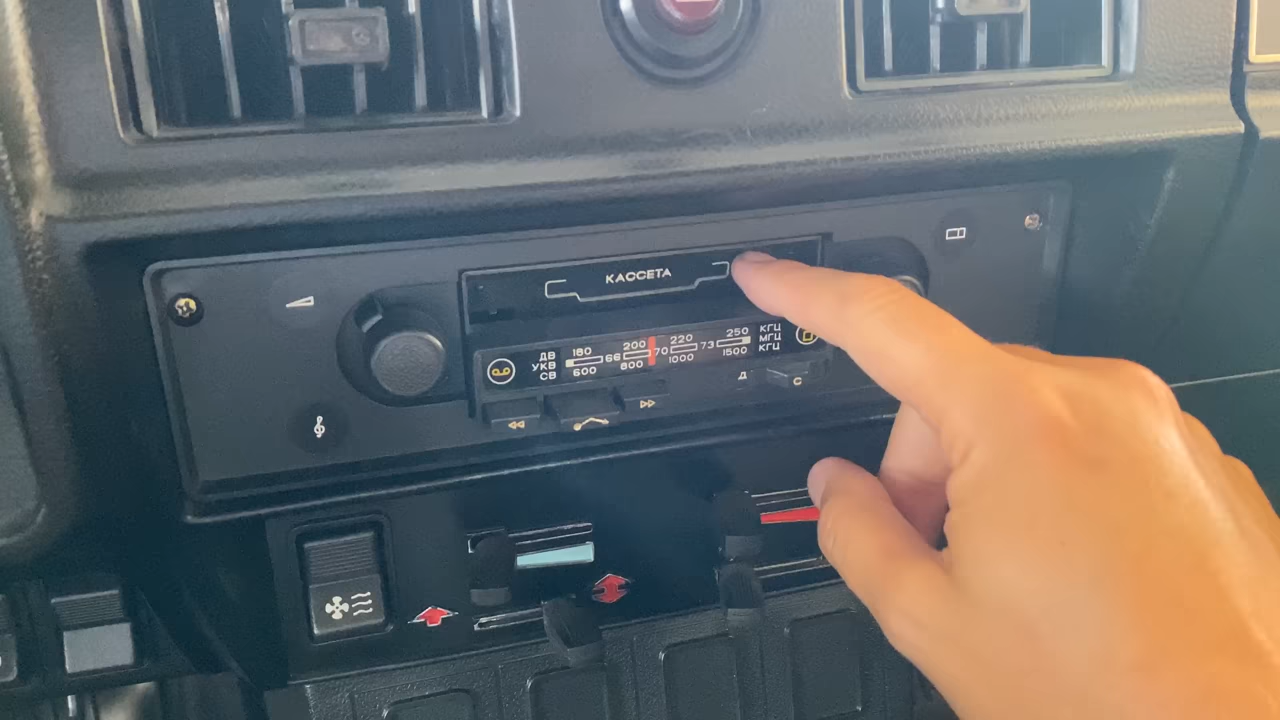 КАССЕТА
ДВ 180 200 220 250 КГЦ
УКВ 66 70 73 МГЦ
СВ 600 800 1000 1500 КГЦ
Д
С